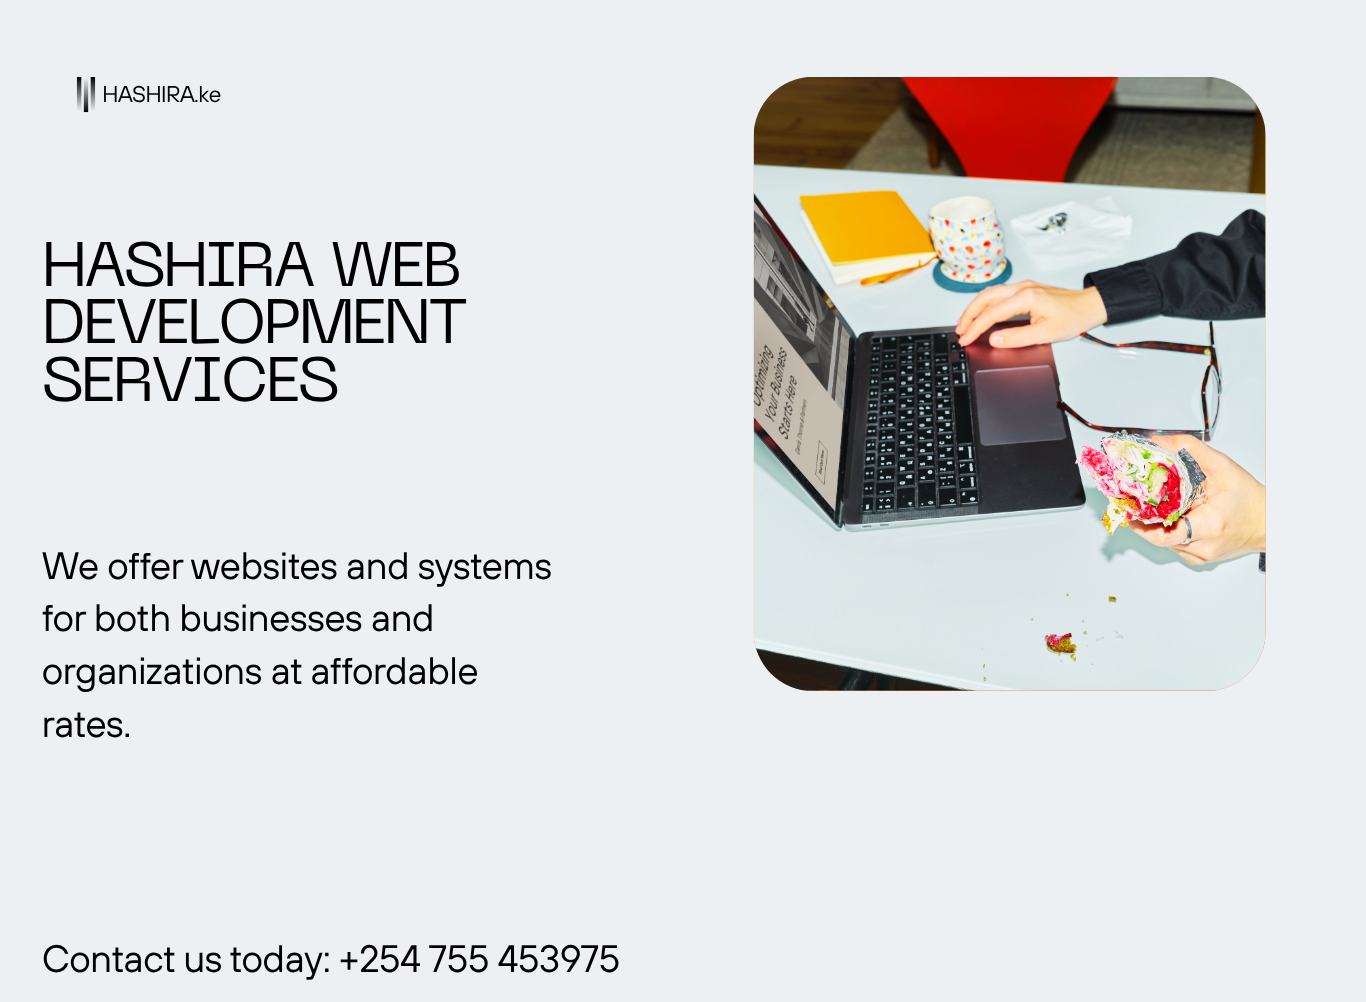 HASHIRA.ke
HASHIRA WEB
DEVELOPMENT
SERVICES
We offer websites and systems
for both businesses and
organizations at affordable
rates.
Contact us today: +254 755 453975
Optimizing
Your Business
Starts Here